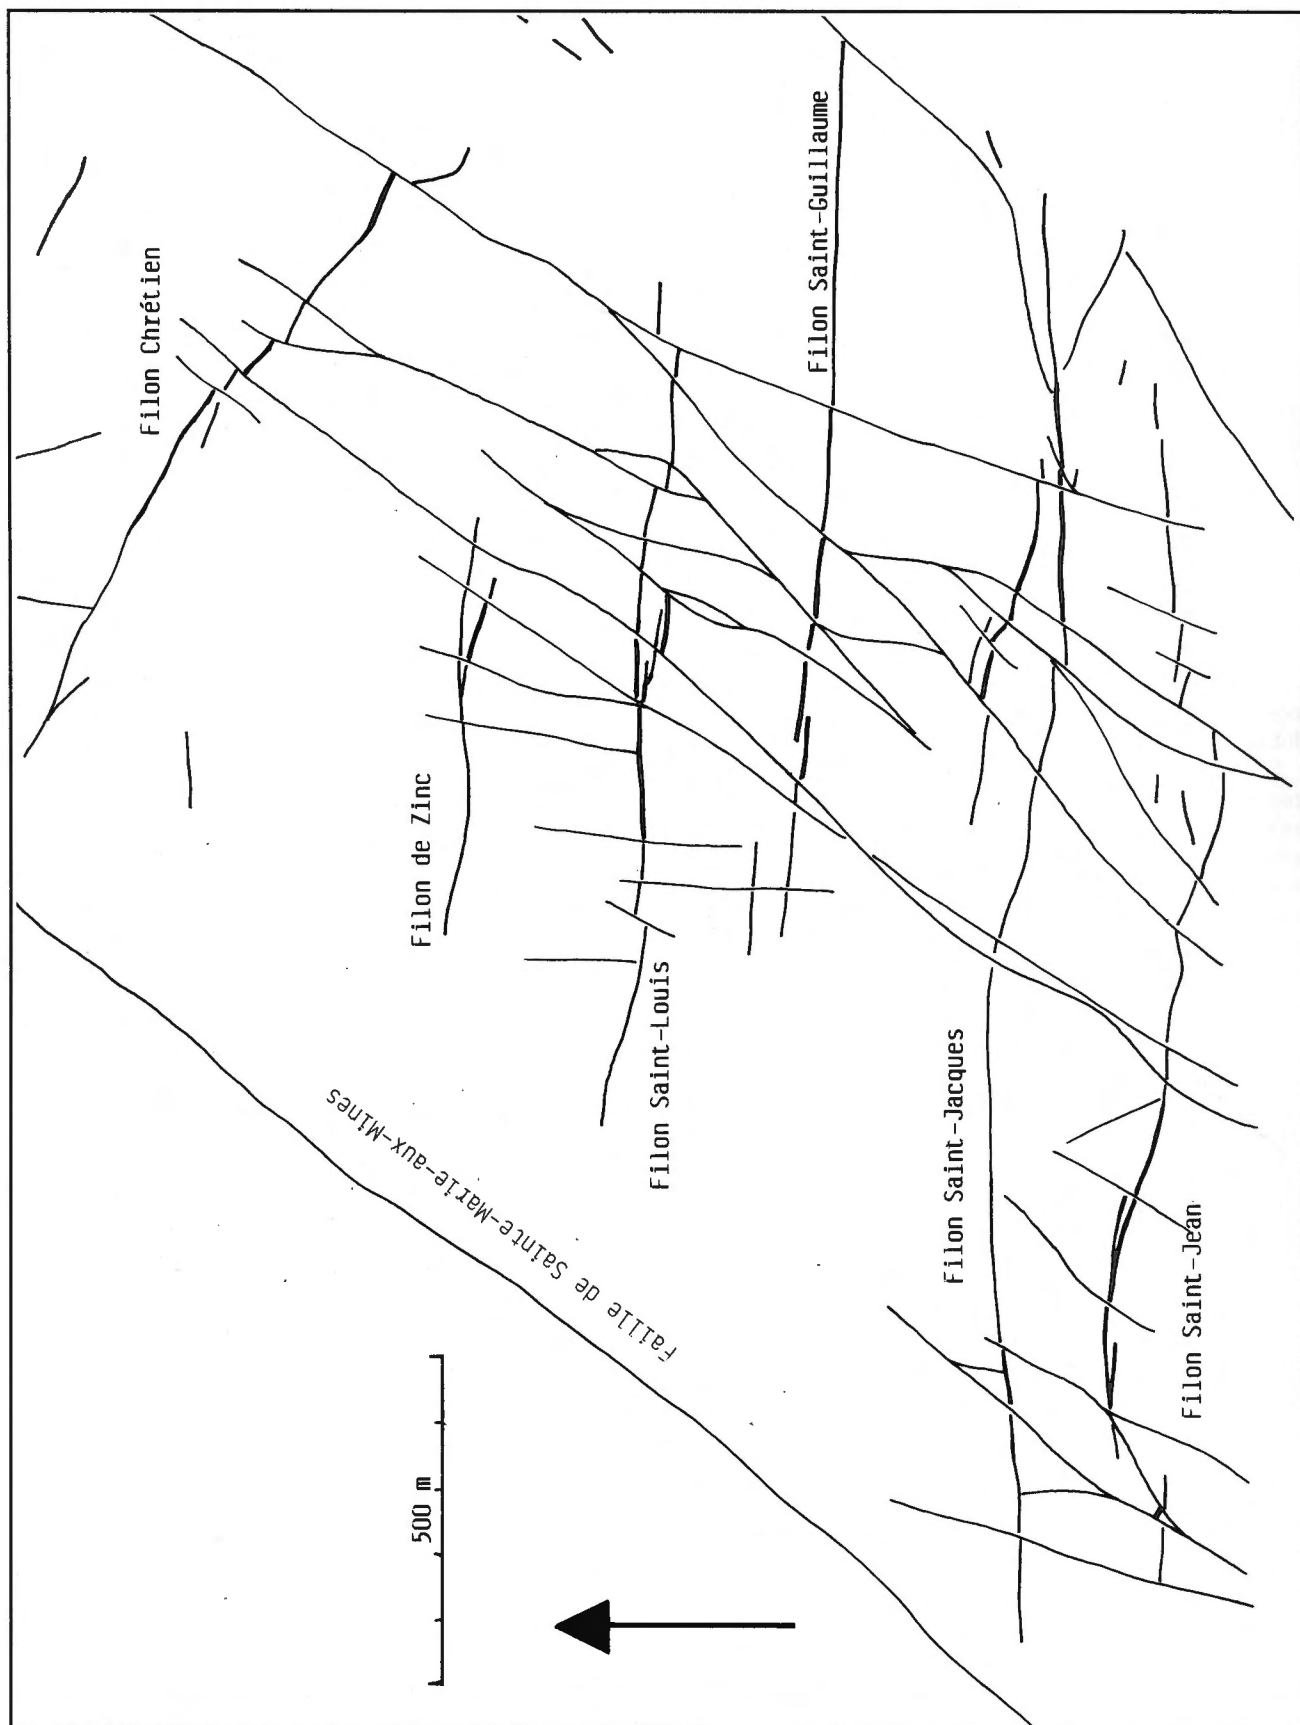 Filon Chrétien
Filon Saint-Guillaume
Filon de Zinc
Filon Saint-Louis
Faille de Sainte-Marie-aux-Mines
Filon Saint-Jacques
Filon Saint-Jean
500 m